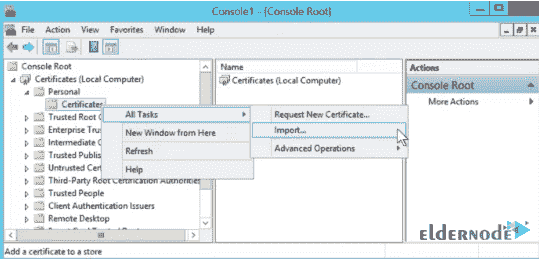 Console1 - [Console Root]
File Action View Favorites Window Help
Console Root
Certificates (Local Computer)
Personal
Certificates
Trusted Root C
Enterprise Tru
Intermediate C
Trusted Publis
Untrusted Cert
Third-Party Root Certification Authorities
Trusted People
Client Authentication Issuers
Remote Desktop
All Tasks
New Window from Here
Refresh
Help
Request New Certificate...
Import...
Advanced Operations
Name
Certificates (Local Computer)
Actions
Console Root
More Actions
ELDERNODE
Add a certificate to a store